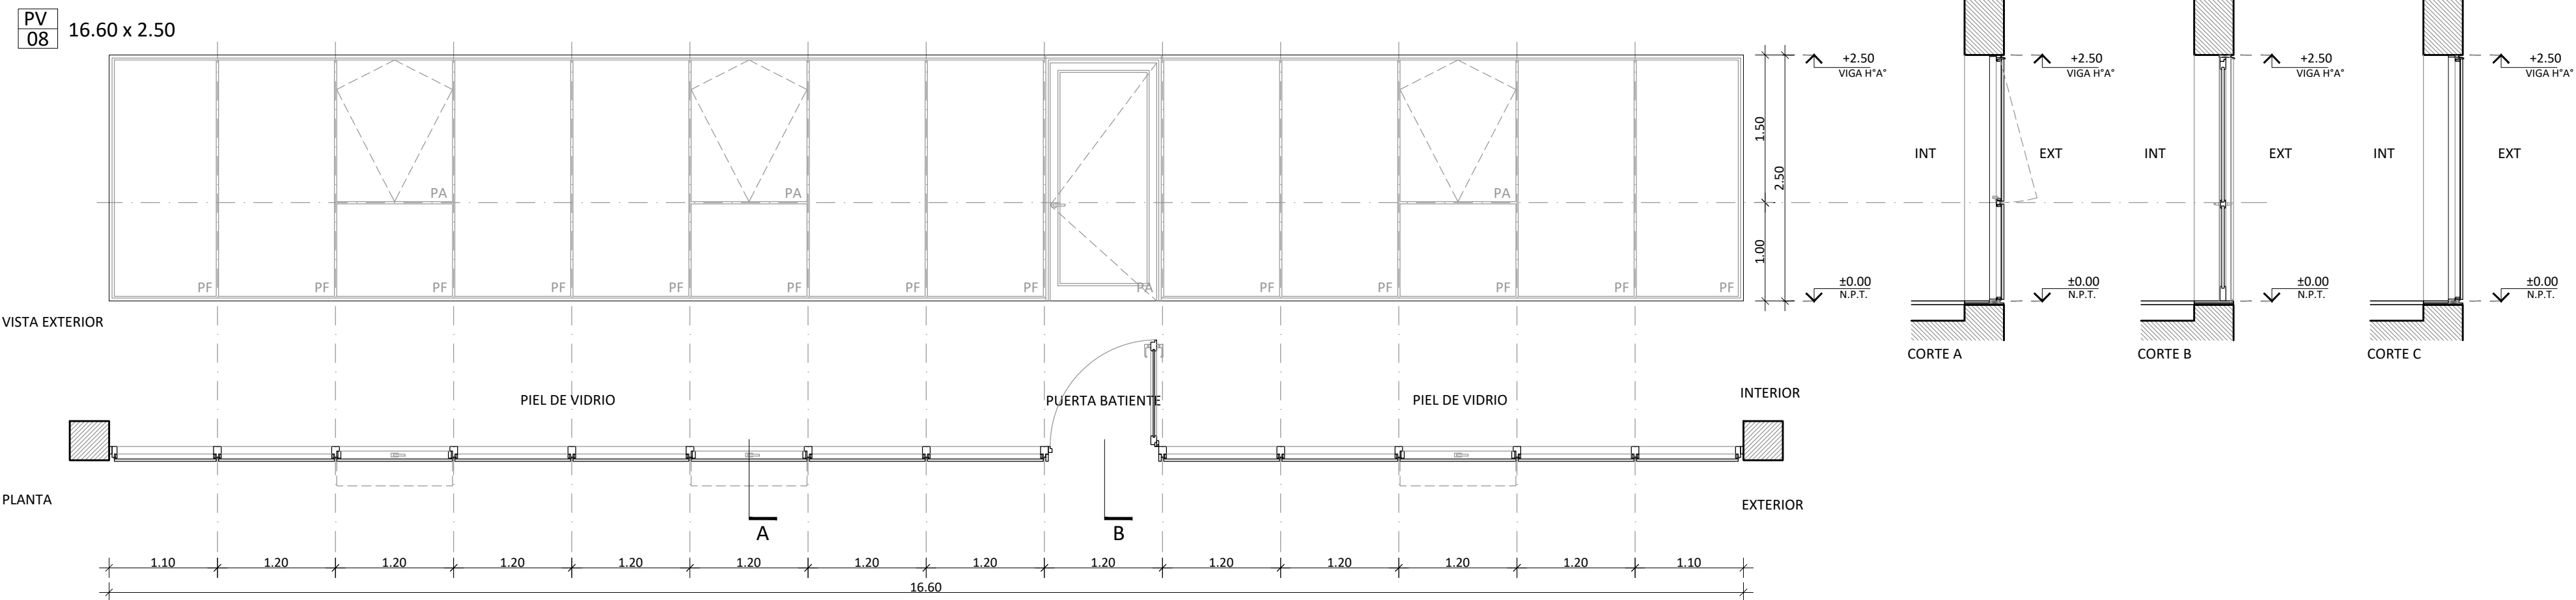 PV
08
16.60 x 2.50
+2.50
VIGA H°A°
+2.50
VIGA H°A°
+2.50
VIGA H°A°
+2.50
VIGA H°A°
1.50
2.50
1.00
INT
EXT
INT
EXT
INT
EXT
PA
PA
PA
PF
PF
PF
PF
PF
PF
PF
PF
PA
PF
PF
PF
PF
PF
±0.00
N.P.T.
±0.00
N.P.T.
±0.00
N.P.T.
±0.00
N.P.T.
VISTA EXTERIOR
CORTE A
CORTE B
CORTE C
PIEL DE VIDRIO
PUERTA BATIENTE
PIEL DE VIDRIO
INTERIOR
PLANTA
EXTERIOR
A
B
1.10
1.20
1.20
1.20
1.20
1.20
1.20
1.20
1.20
1.20
1.20
1.20
1.20
1.10
16.60